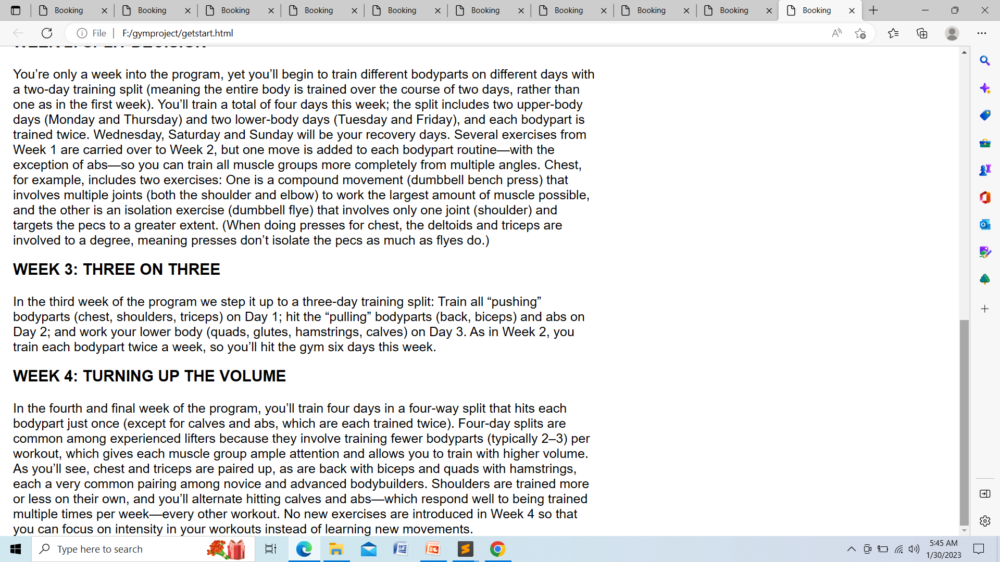 Booking
Booking
Booking
Booking
Booking
Booking
Booking
Booking
Booking
Booking
File
F:/gymproject/getstart.html
WEEK 2: SPLIT DECISION
You’re only a week into the program, yet you’ll begin to train different bodyparts on different days with
a two-day training split (meaning the entire body is trained over the course of two days, rather than
one as in the first week). You’ll train a total of four days this week; the split includes two upper-body
days (Monday and Thursday) and two lower-body days (Tuesday and Friday), and each bodypart is
trained twice. Wednesday, Saturday and Sunday will be your recovery days. Several exercises from
Week 1 are carried over to Week 2, but one move is added to each bodypart routine—with the
exception of abs—so you can train all muscle groups more completely from multiple angles. Chest,
for example, includes two exercises: One is a compound movement (dumbbell bench press) that
involves multiple joints (both the shoulder and elbow) to work the largest amount of muscle possible,
and the other is an isolation exercise (dumbbell flye) that involves only one joint (shoulder) and
targets the pecs to a greater extent. (When doing presses for chest, the deltoids and triceps are
involved to a degree, meaning presses don’t isolate the pecs as much as flyes do.)
WEEK 3: THREE ON THREE
In the third week of the program we step it up to a three-day training split: Train all “pushing”
bodyparts (chest, shoulders, triceps) on Day 1; hit the “pulling” bodyparts (back, biceps) and abs on
Day 2; and work your lower body (quads, glutes, hamstrings, calves) on Day 3. As in Week 2, you
train each bodypart twice a week, so you’ll hit the gym six days this week.
WEEK 4: TURNING UP THE VOLUME
In the fourth and final week of the program, you’ll train four days in a four-way split that hits each
bodypart just once (except for calves and abs, which are each trained twice). Four-day splits are
common among experienced lifters because they involve training fewer bodyparts (typically 2–3) per
workout, which gives each muscle group ample attention and allows you to train with higher volume.
As you’ll see, chest and triceps are paired up, as are back with biceps and quads with hamstrings,
each a very common pairing among novice and advanced bodybuilders. Shoulders are trained more
or less on their own, and you’ll alternate hitting calves and abs—which respond well to being trained
multiple times per week—every other workout. No new exercises are introduced in Week 4 so that
you can focus on intensity in your workouts instead of learning new movements.
Type here to search
5:45 AM
1/30/2023